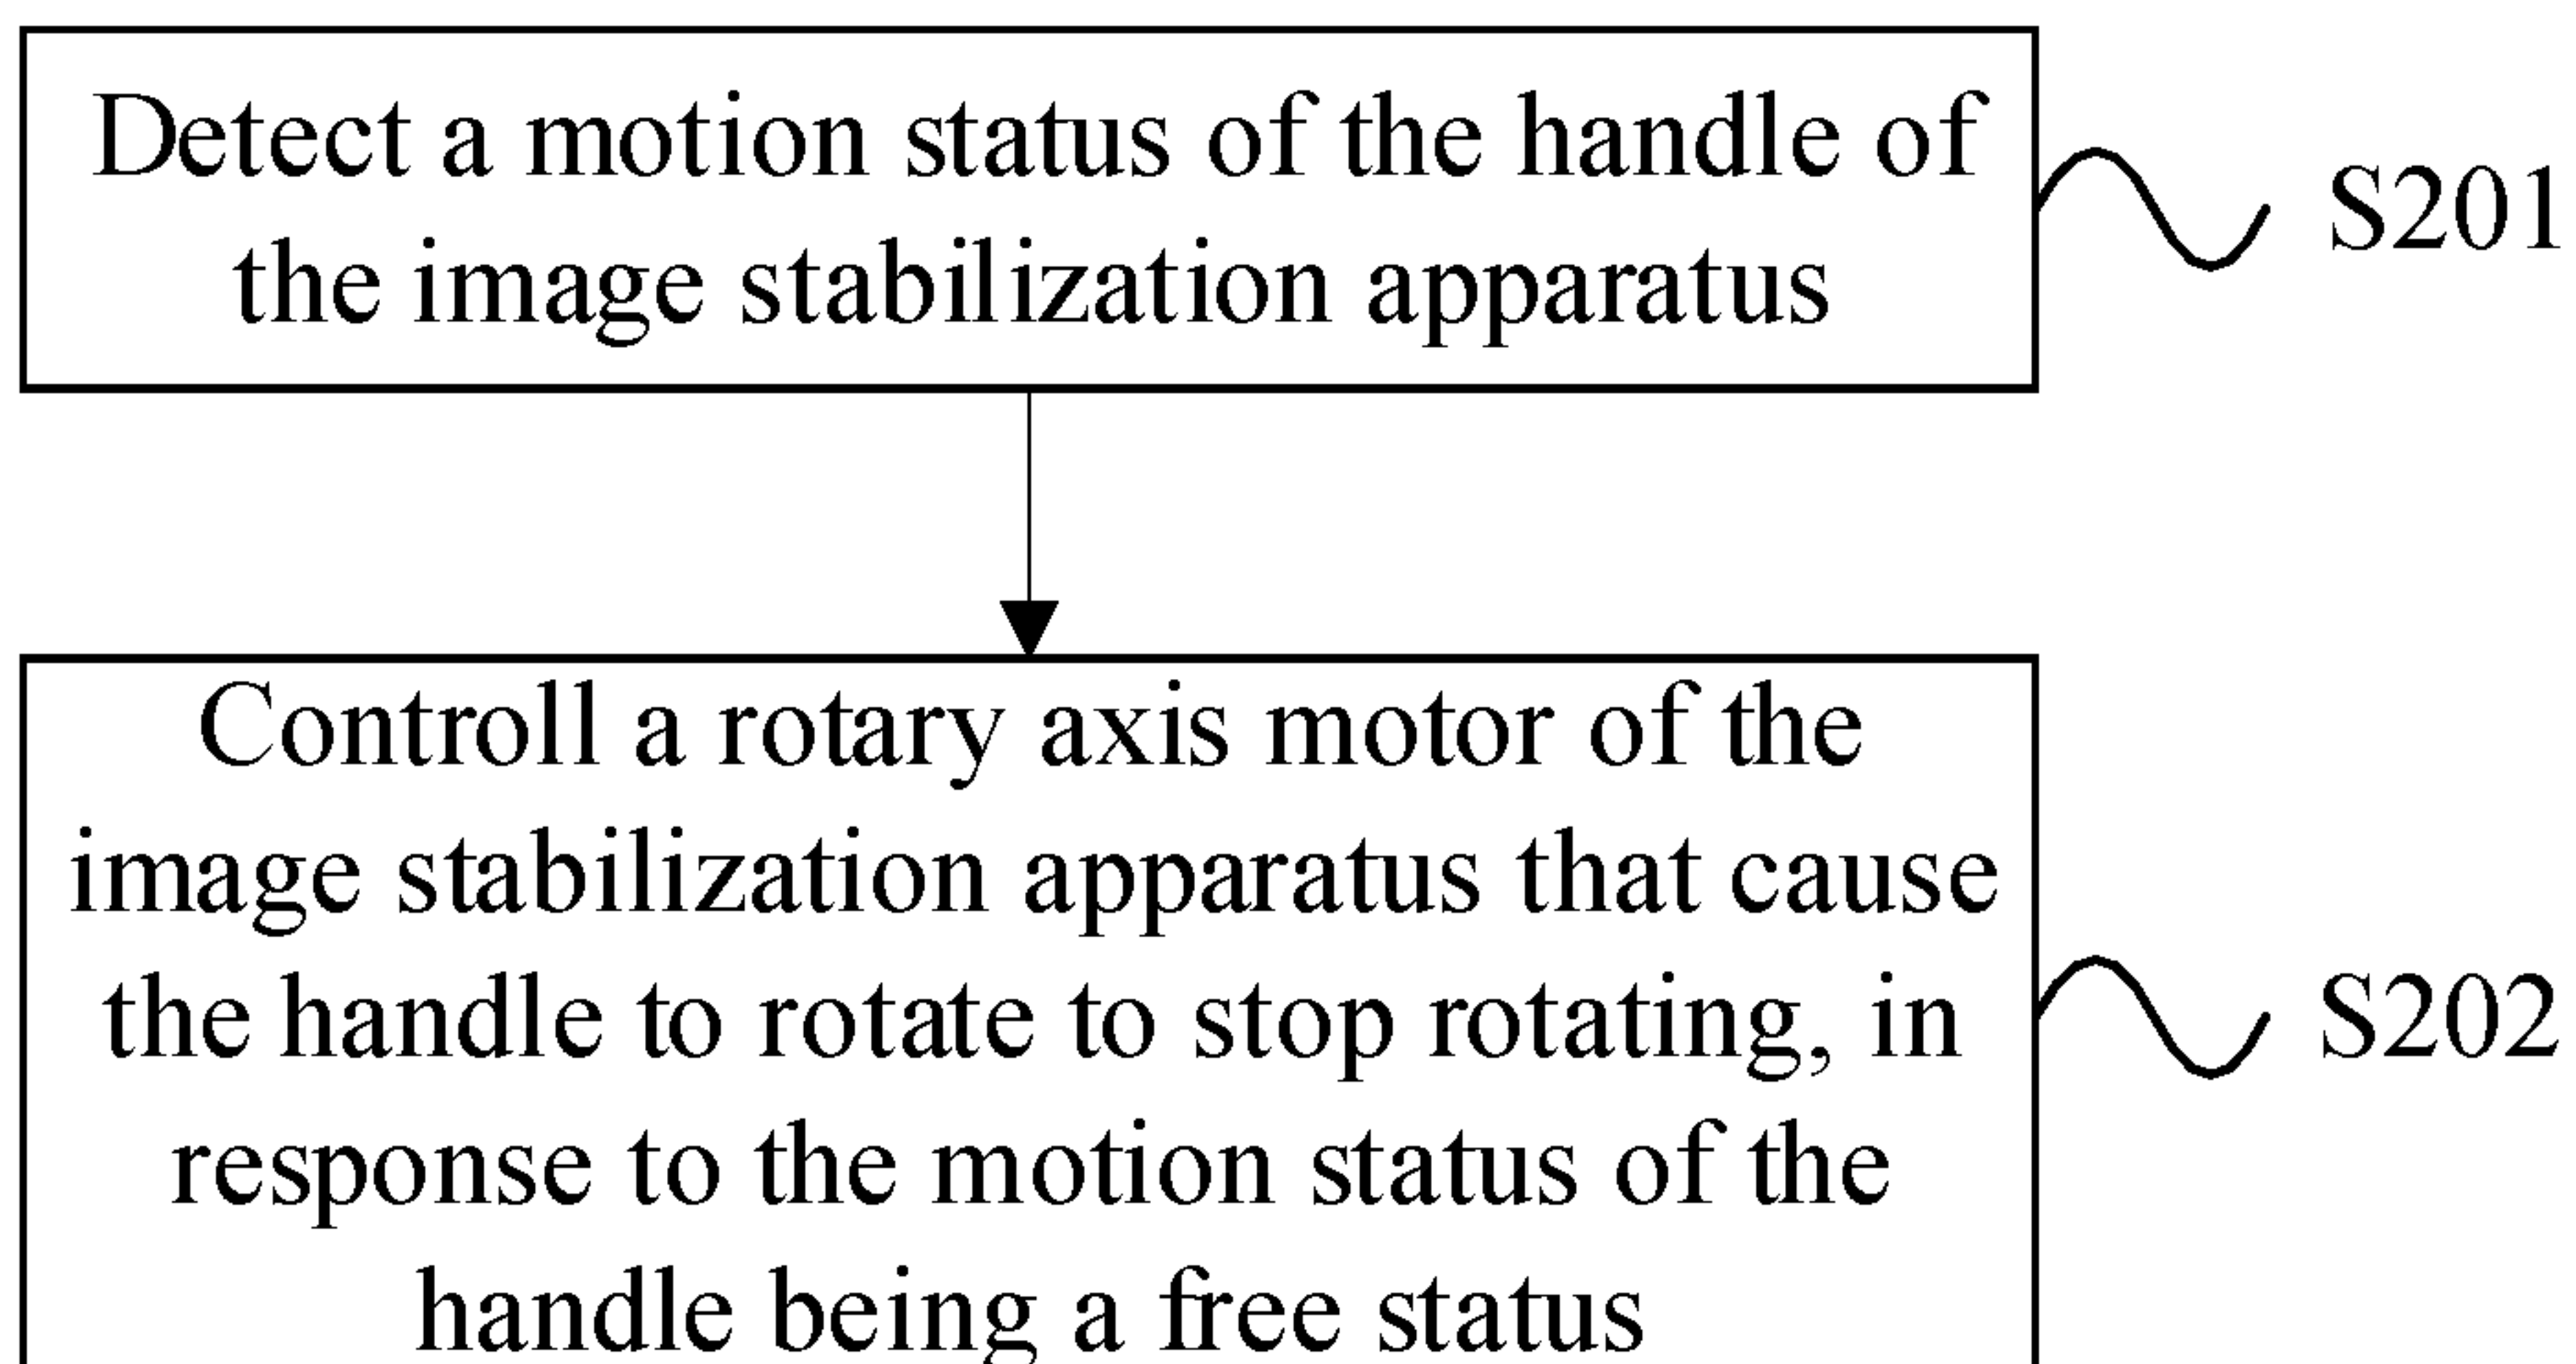 Detect a motion status of the handle of
the image stabilization apparatus
S201
Controll a rotary axis motor of the
image stabilization apparatus that cause
the handle to rotate to stop rotating, in
response to the motion status of the
handle being a free status
S202